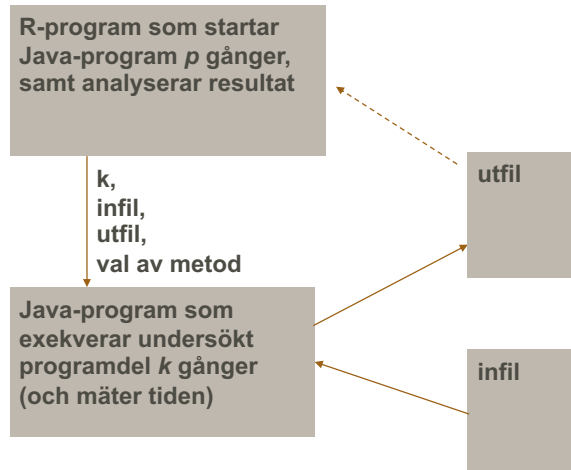 R-program som startar
Java-program p gånger,
samt analyserar resultat
k,
infil,
utfil,
val av metod
utfil
Java-program som
exekverar undersökt
programdel k gånger
(och mäter tiden)
infil